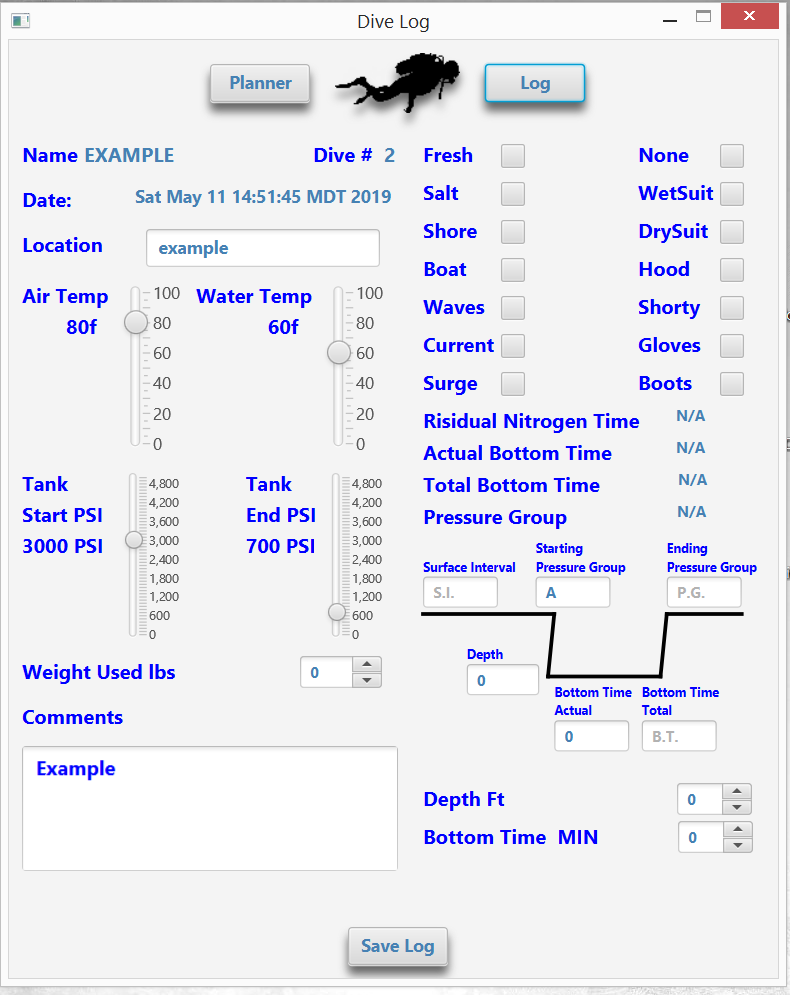 Dive Log
Planner
Log
Name EXAMPLE
Dive # 2
Date: Sat May 11 14:51:45 MDT 2019
Location example
Air Temp
80f
100
80
60
40
20
0
Water Temp
60f
100
80
60
40
20
0
Tank
Start PSI
3000 PSI
4,800
4,200
3,600
3,000
2,400
1,800
1,200
600
0
Tank
End PSI
700 PSI
4,800
4,200
3,600
3,000
2,400
1,800
1,200
600
0
Weight Used lbs 0
Comments
Example
Fresh
Salt
Shore
Boat
Waves
Current
Surge
None
WetSuit
DrySuit
Hood
Shorty
Gloves
Boots
Risidual Nitrogen Time N/A
Actual Bottom Time N/A
Total Bottom Time N/A
Pressure Group N/A
Surface Interval
S.I.
Starting
Pressure Group
A
Ending
Pressure Group
P.G.
Depth
0
Bottom Time
Actual
0
Bottom Time
Total
B.T.
Depth Ft 0
Bottom Time MIN 0
Save Log